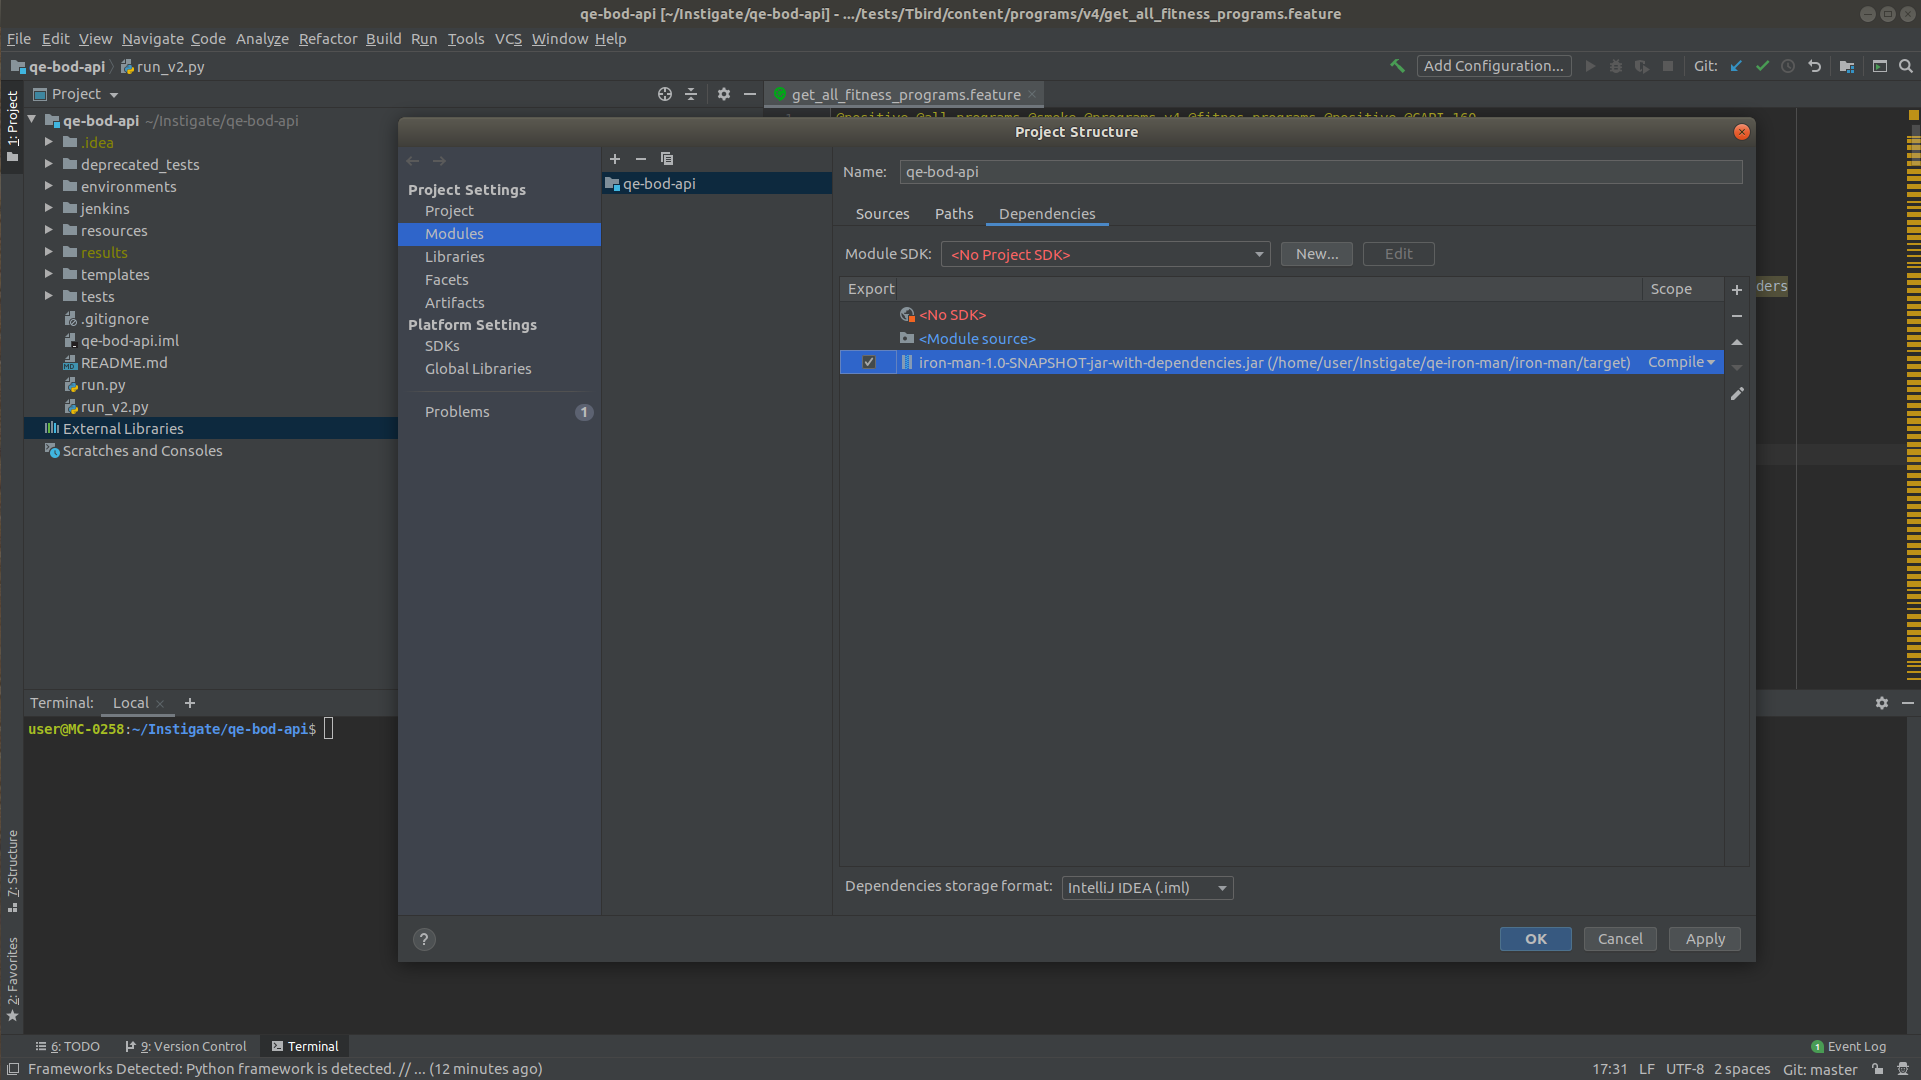 qe-bod-api [~/Instigate/qe-bod-api] - .../tests/Tbird/content/programs/v4/get_all_fitness_programs.feature
File Edit View Navigate Code Analyze Refactor Build Run Tools VCS Window Help
qe-bod-api run_v2.py
Add Configuration... Git:
Project
get_all_fitness_programs.feature
1: Project
qe-bod-api ~/Instigate/qe-bod-api
.idea
deprecated_tests
environments
jenkins
resources
results
templates
tests
.gitignore
qe-bod-api.iml
README.md
run.py
run_v2.py
External Libraries
Scratches and Consoles
Project Structure
Project Settings
Project
Modules
Libraries
Facets
Artifacts
Platform Settings
SDKs
Global Libraries
Problems 1
qe-bod-api
Name: qe-bod-api
Sources Paths Dependencies
Module SDK: <No Project SDK> New... Edit
Export Scope
<No SDK>
<Module source>
iron-man-1.0-SNAPSHOT-jar-with-dependencies.jar (/home/user/Instigate/qe-iron-man/iron-man/target) Compile
ders
Dependencies storage format: IntelliJ IDEA (.iml)
? OK Cancel Apply
Terminal: Local +
user@MC-0258:~/Instigate/qe-bod-api$
7: Structure
2: Favorites
6: TODO 9: Version Control Terminal 1 Event Log
Frameworks Detected: Python framework is detected. // ... (12 minutes ago) 17:31 LF UTF-8 2 spaces Git: master